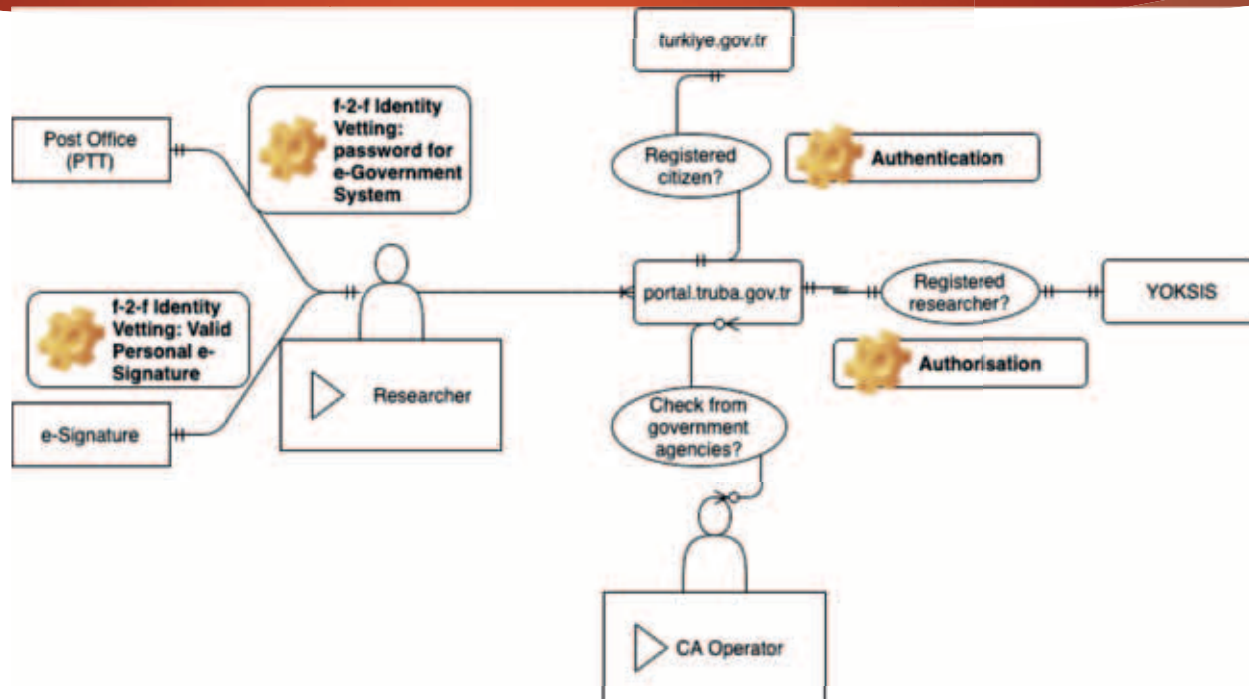 turkiye.gov.tr
f-2-f Identity
Vetting:
password for
e-Government
System
Post Office
(PTT)
Registered
citizen?
Authentication
portal.truba.gov.tr
Registered
researcher?
YOKSIS
f-2-f Identity
Vetting: Valid
Personal e-
Signature
Authorisation
Researcher
e-Signature
Check from
government
agencies?
CA Operator